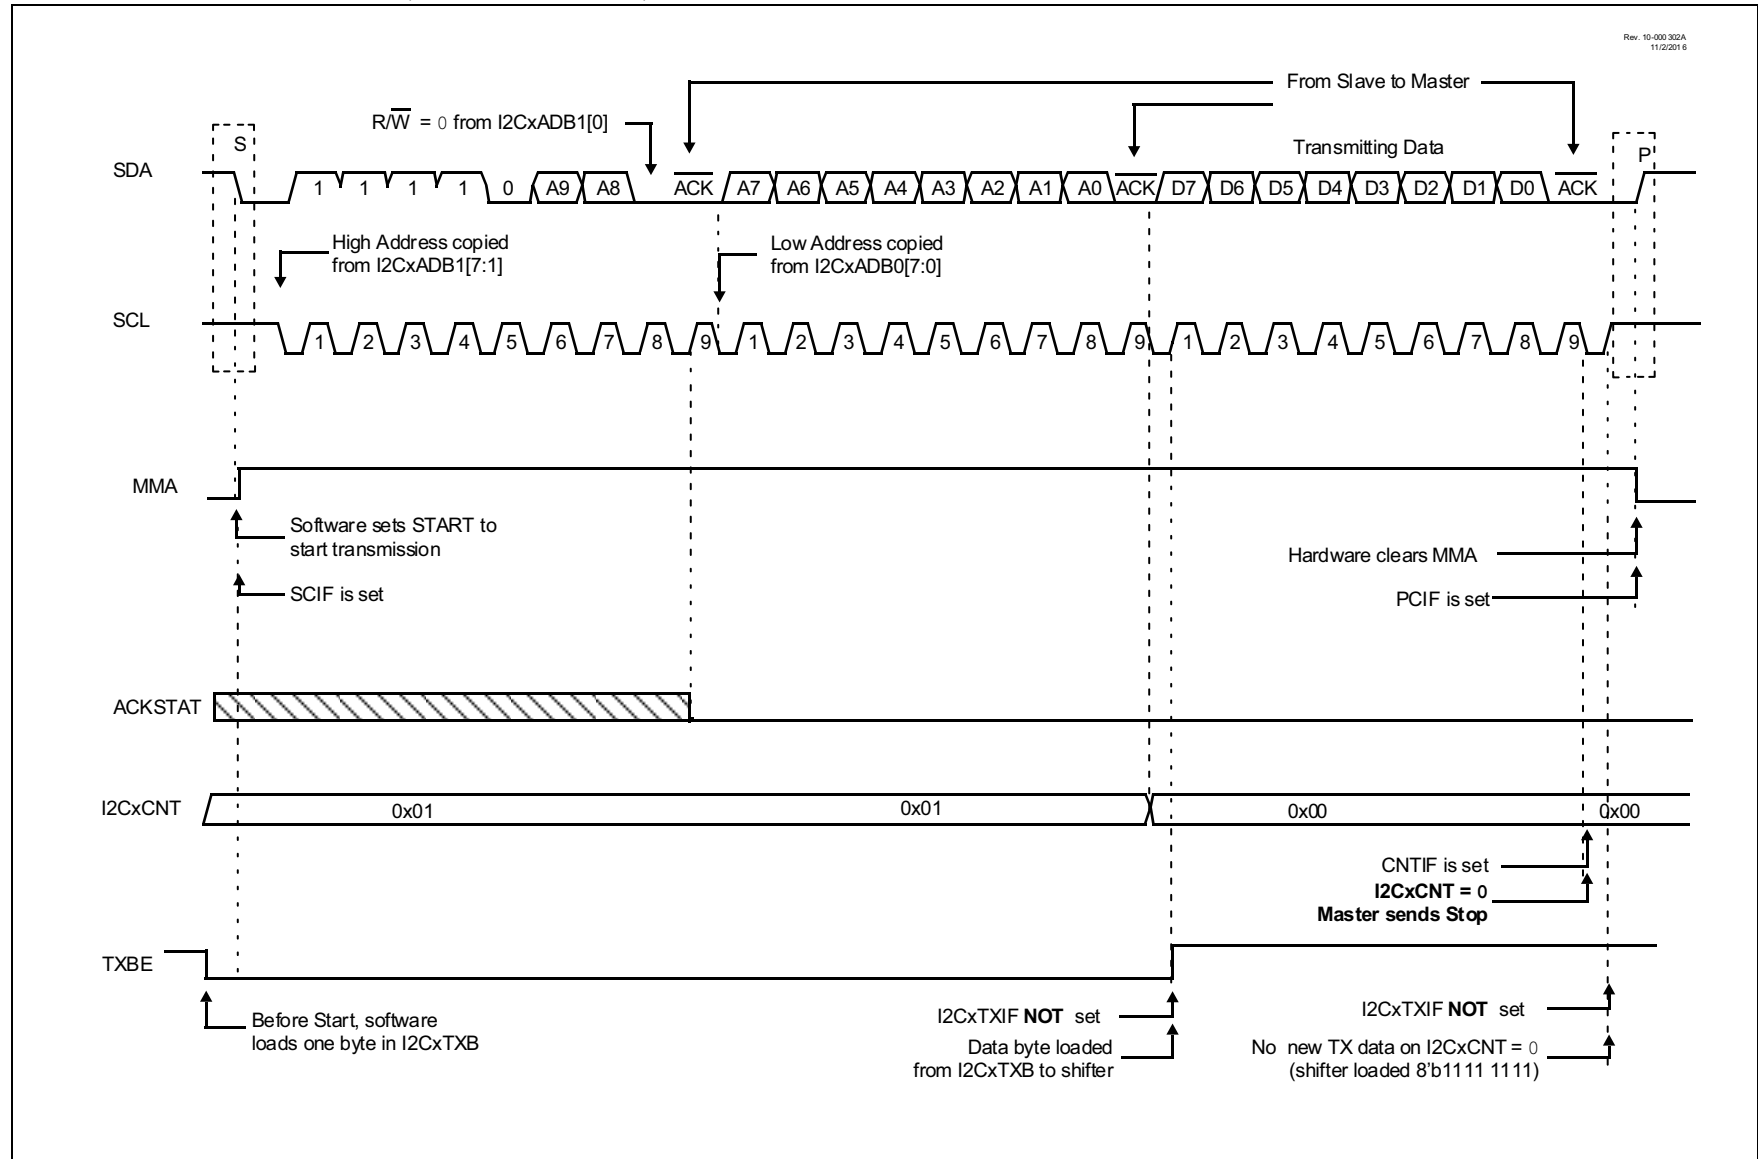 Rev. 10-000302A
11/2/2016
From Slave to Master
R/W = 0 from I2CxADB1[0]
S
Transmitting Data
P
SDA
1 1 1 1 0 A9 A8 ACK A7 A6 A5 A4 A3 A2 A1 A0 ACK D7 D6 D5 D4 D3 D2 D1 D0 ACK
High Address copied
from I2CxADB1[7:1]
Low Address copied
from I2CxADB0[7:0]
SCL
1 2 3 4 5 6 7 8 9 1 2 3 4 5 6 7 8 9 1 2 3 4 5 6 7 8 9
MMA
Software sets START to
start transmission
SCIF is set
Hardware clears MMA
PCIF is set
ACKSTAT
I2CxCNT
0x01 0x01 0x00 0x00
CNTIF is set
I2CxCNT = 0
Master sends Stop
TXBE
Before Start, software
loads one byte in I2CxTXB
I2CxTXIF NOT set
Data byte loaded
from I2CxTXB to shifter
I2CxTXIF NOT set
No new TX data on I2CxCNT = 0
(shifter loaded 8'b1111 1111)